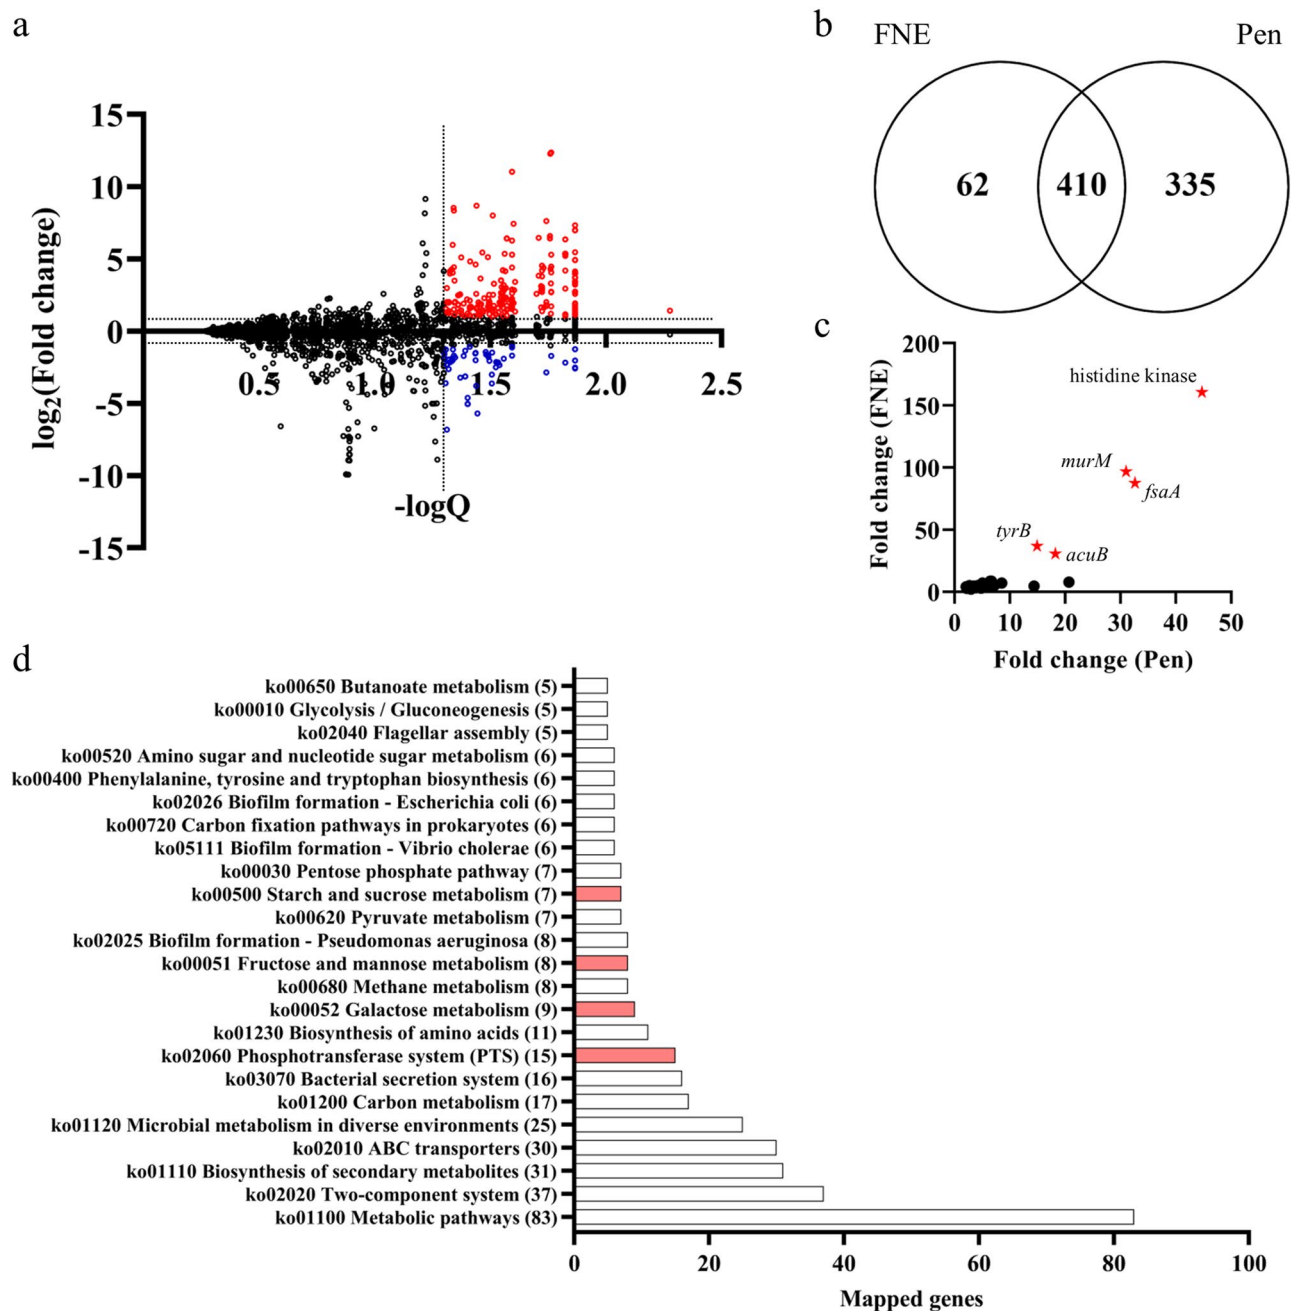 a
15
10
5
0
-5
-10
-15
log2(Fold change)
0.5 1.0 1.5 2.0 2.5
-logQ
b
FNE Pen
62 410 335
c
200
150
100
50
0
Fold change (FNE)
histidine kinase
murM
fsaA
tyrB
acuB
0 10 20 30 40 50
Fold change (Pen)
d
ko00650 Butanoate metabolism (5)
ko00010 Glycolysis / Gluconeogenesis (5)
ko02040 Flagellar assembly (5)
ko00520 Amino sugar and nucleotide sugar metabolism (6)
ko00400 Phenylalanine, tyrosine and tryptophan biosynthesis (6)
ko02026 Biofilm formation - Escherichia coli (6)
ko00720 Carbon fixation pathways in prokaryotes (6)
ko05111 Biofilm formation - Vibrio cholerae (6)
ko00030 Pentose phosphate pathway (7)
ko00500 Starch and sucrose metabolism (7)
ko00620 Pyruvate metabolism (7)
ko02025 Biofilm formation - Pseudomonas aeruginosa (8)
ko00051 Fructose and mannose metabolism (8)
ko00680 Methane metabolism (8)
ko00052 Galactose metabolism (9)
ko01230 Biosynthesis of amino acids (11)
ko02060 Phosphotransferase system (PTS) (15)
ko03070 Bacterial secretion system (16)
ko01200 Carbon metabolism (17)
ko01120 Microbial metabolism in diverse environments (25)
ko02010 ABC transporters (30)
ko01110 Biosynthesis of secondary metabolites (31)
ko02020 Two-component system (37)
ko01100 Metabolic pathways (83)
0 20 40 60 80 100
Mapped genes